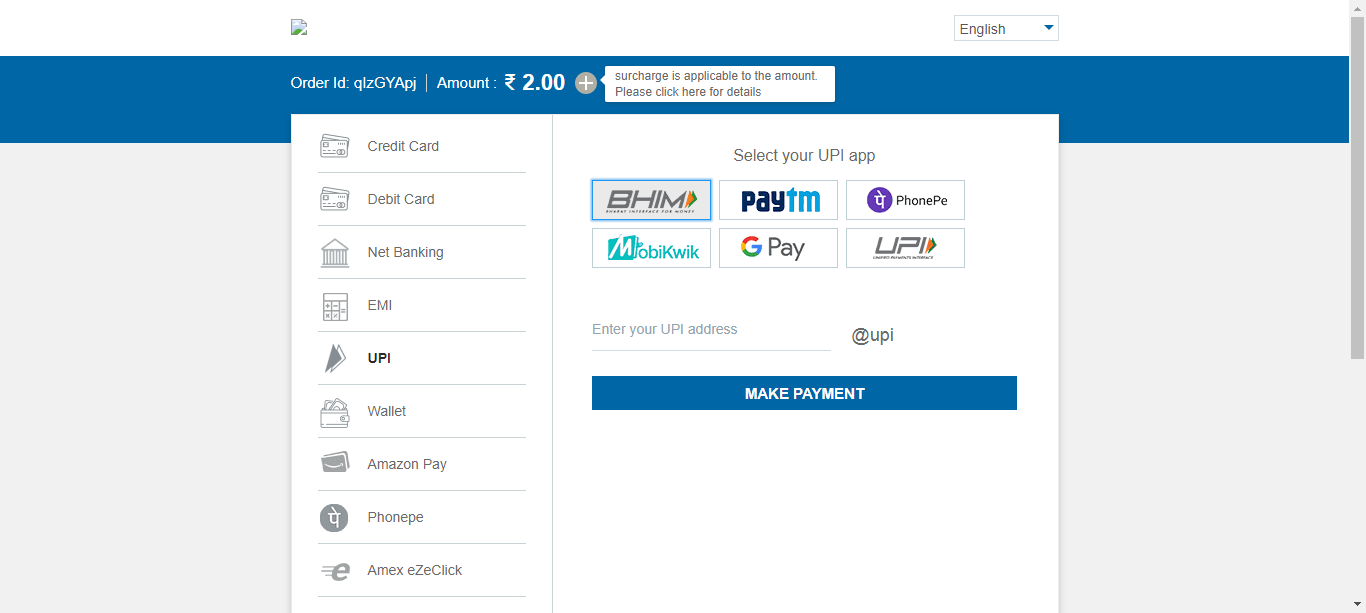 English
Order Id: qIzGYApj | Amount : ₹ 2.00
surcharge is applicable to the amount.
Please click here for details
Credit Card
Debit Card
Net Banking
EMI
UPI
Wallet
Amazon Pay
Phonepe
Amex eZeClick
Select your UPI app
BHIM
BHARAT INTERFACE FOR MONEY
paytm
पे PhonePe
MobiKwik
G Pay
UPI
UNIFIED PAYMENTS INTERFACE
Enter your UPI address
@upi
MAKE PAYMENT